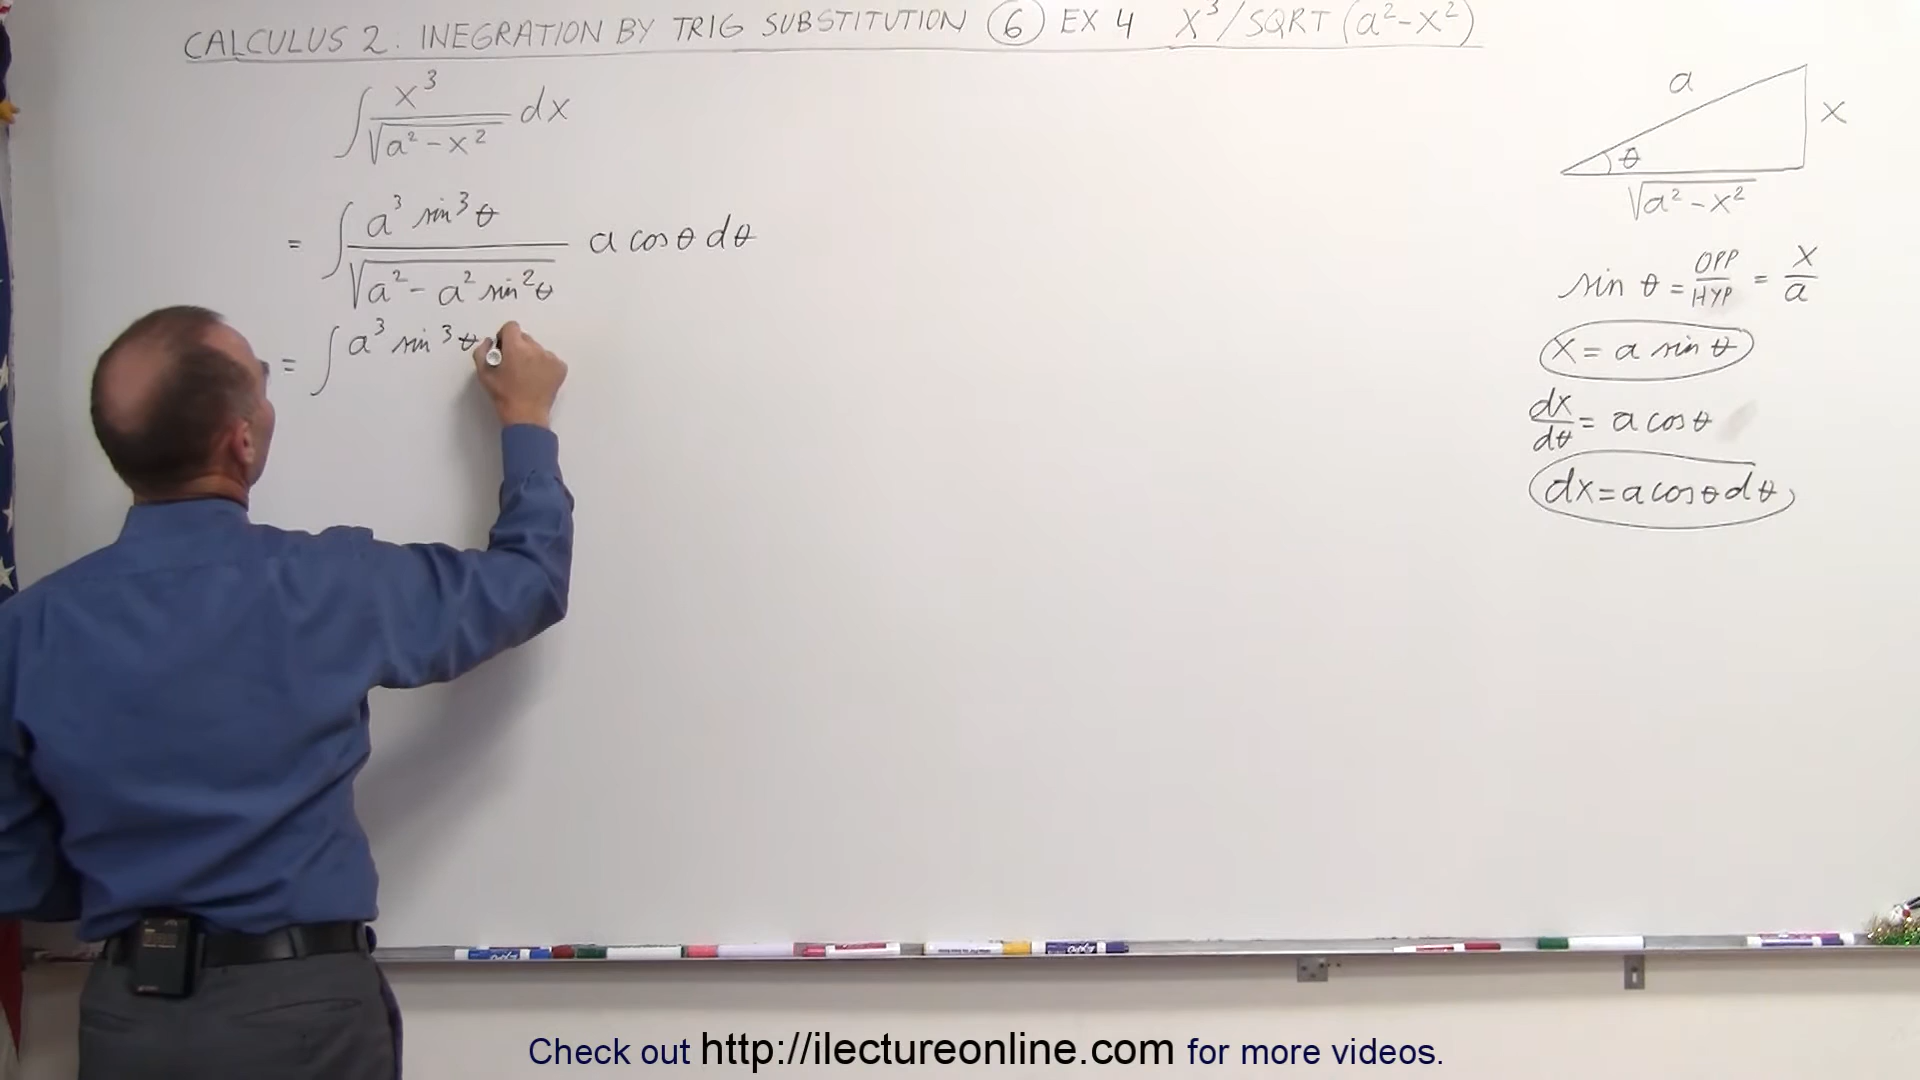 CALCULUS 2. INEGRATION BY TRIG SUBSTITUTION ⑥ EX 4 X³/SQRT (a²-X²)
∫ x³/√(a² - x²) dx
= ∫ a³ sin³θ/√(a² - a² sin²θ) a cosθ dθ
= ∫ a³ sin³θ
a
x
θ
√(a² - x²)
sin θ = OPP/HYP = x/a
x = a sin θ
dx/dθ = a cosθ
dx = a cosθ dθ
Check out http://ilectureonline.com for more videos.